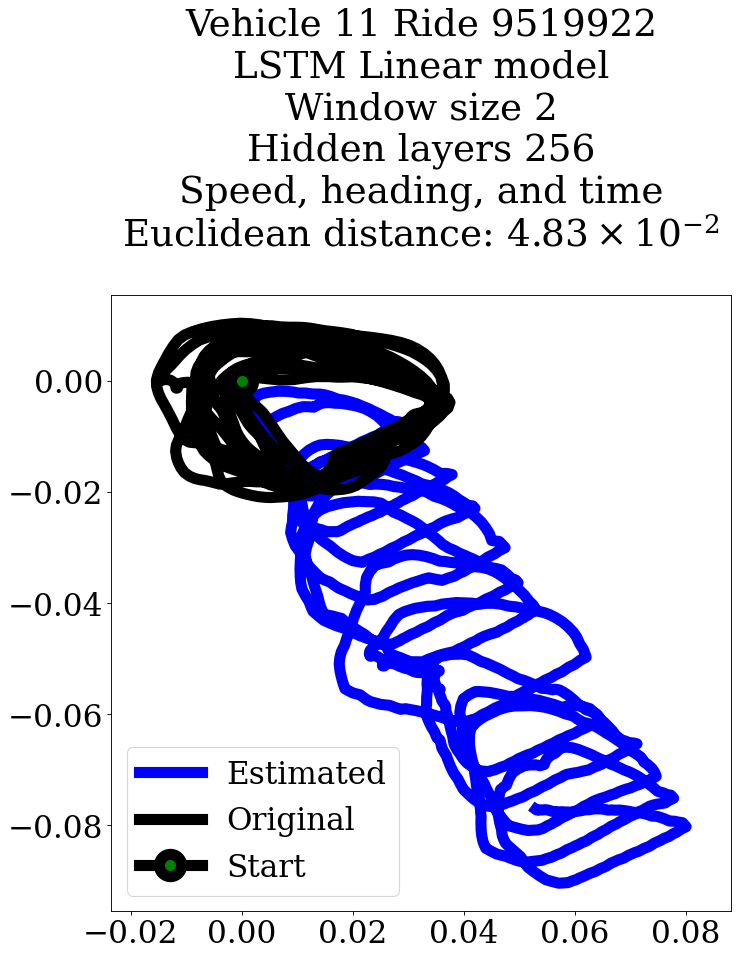 Vehicle 11 Ride 9519922
LSTM Linear model
Window size 2
Hidden layers 256
Speed, heading, and time
Euclidean distance: 4.83 × 10⁻²
0.00
−0.02
−0.04
−0.06
−0.08
Estimated
Original
Start
−0.02 0.00 0.02 0.04 0.06 0.08